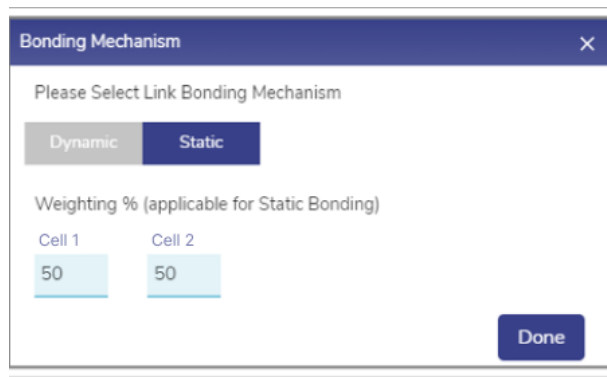 Bonding Mechanism ×
Please Select Link Bonding Mechanism
Dynamic Static
Weighting % (applicable for Static Bonding)
Cell 1 Cell 2
50 50
Done